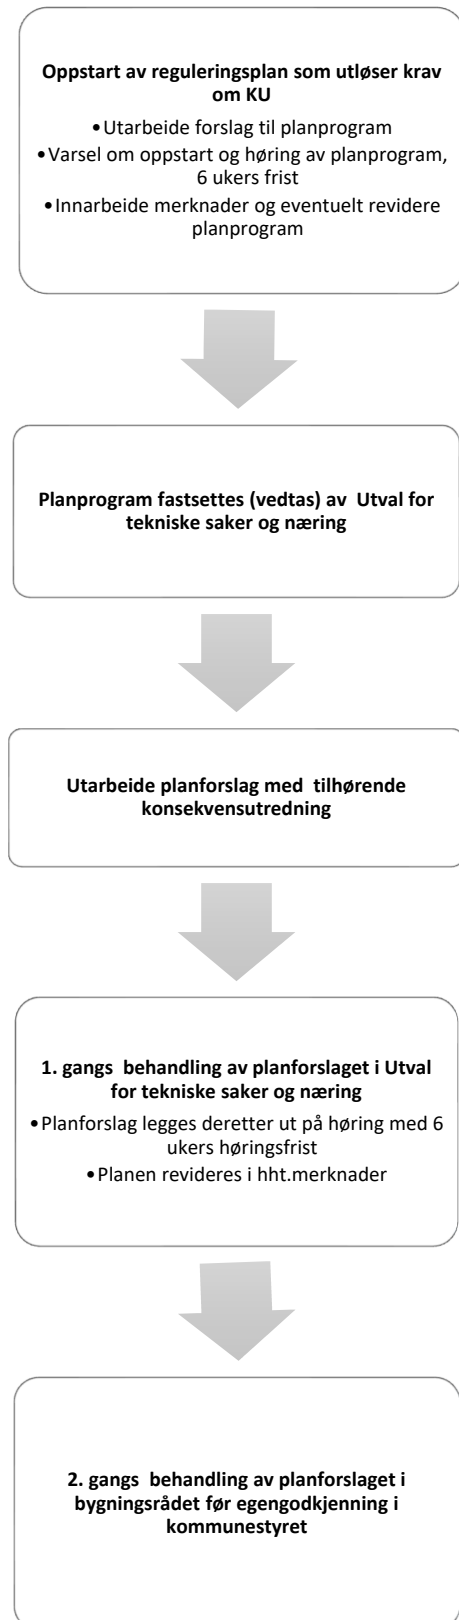 Oppstart av reguleringsplan som utløser krav
om KU
•Utarbeide forslag til planprogram
•Varsel om oppstart og høring av planprogram,
6 ukers frist
•Innarbeide merknader og eventuelt revidere
planprogram
Planprogram fastsettes (vedtas) av Utval for
tekniske saker og næring
Utarbeide planforslag med tilhørende
konsekvensutredning
1. gangs behandling av planforslaget i Utval
for tekniske saker og næring
•Planforslag legges deretter ut på høring med 6
ukers høringsfrist
•Planen revideres i hht.merknader
2. gangs behandling av planforslaget i
bygningsrådet før egengodkjenning i
kommunestyret